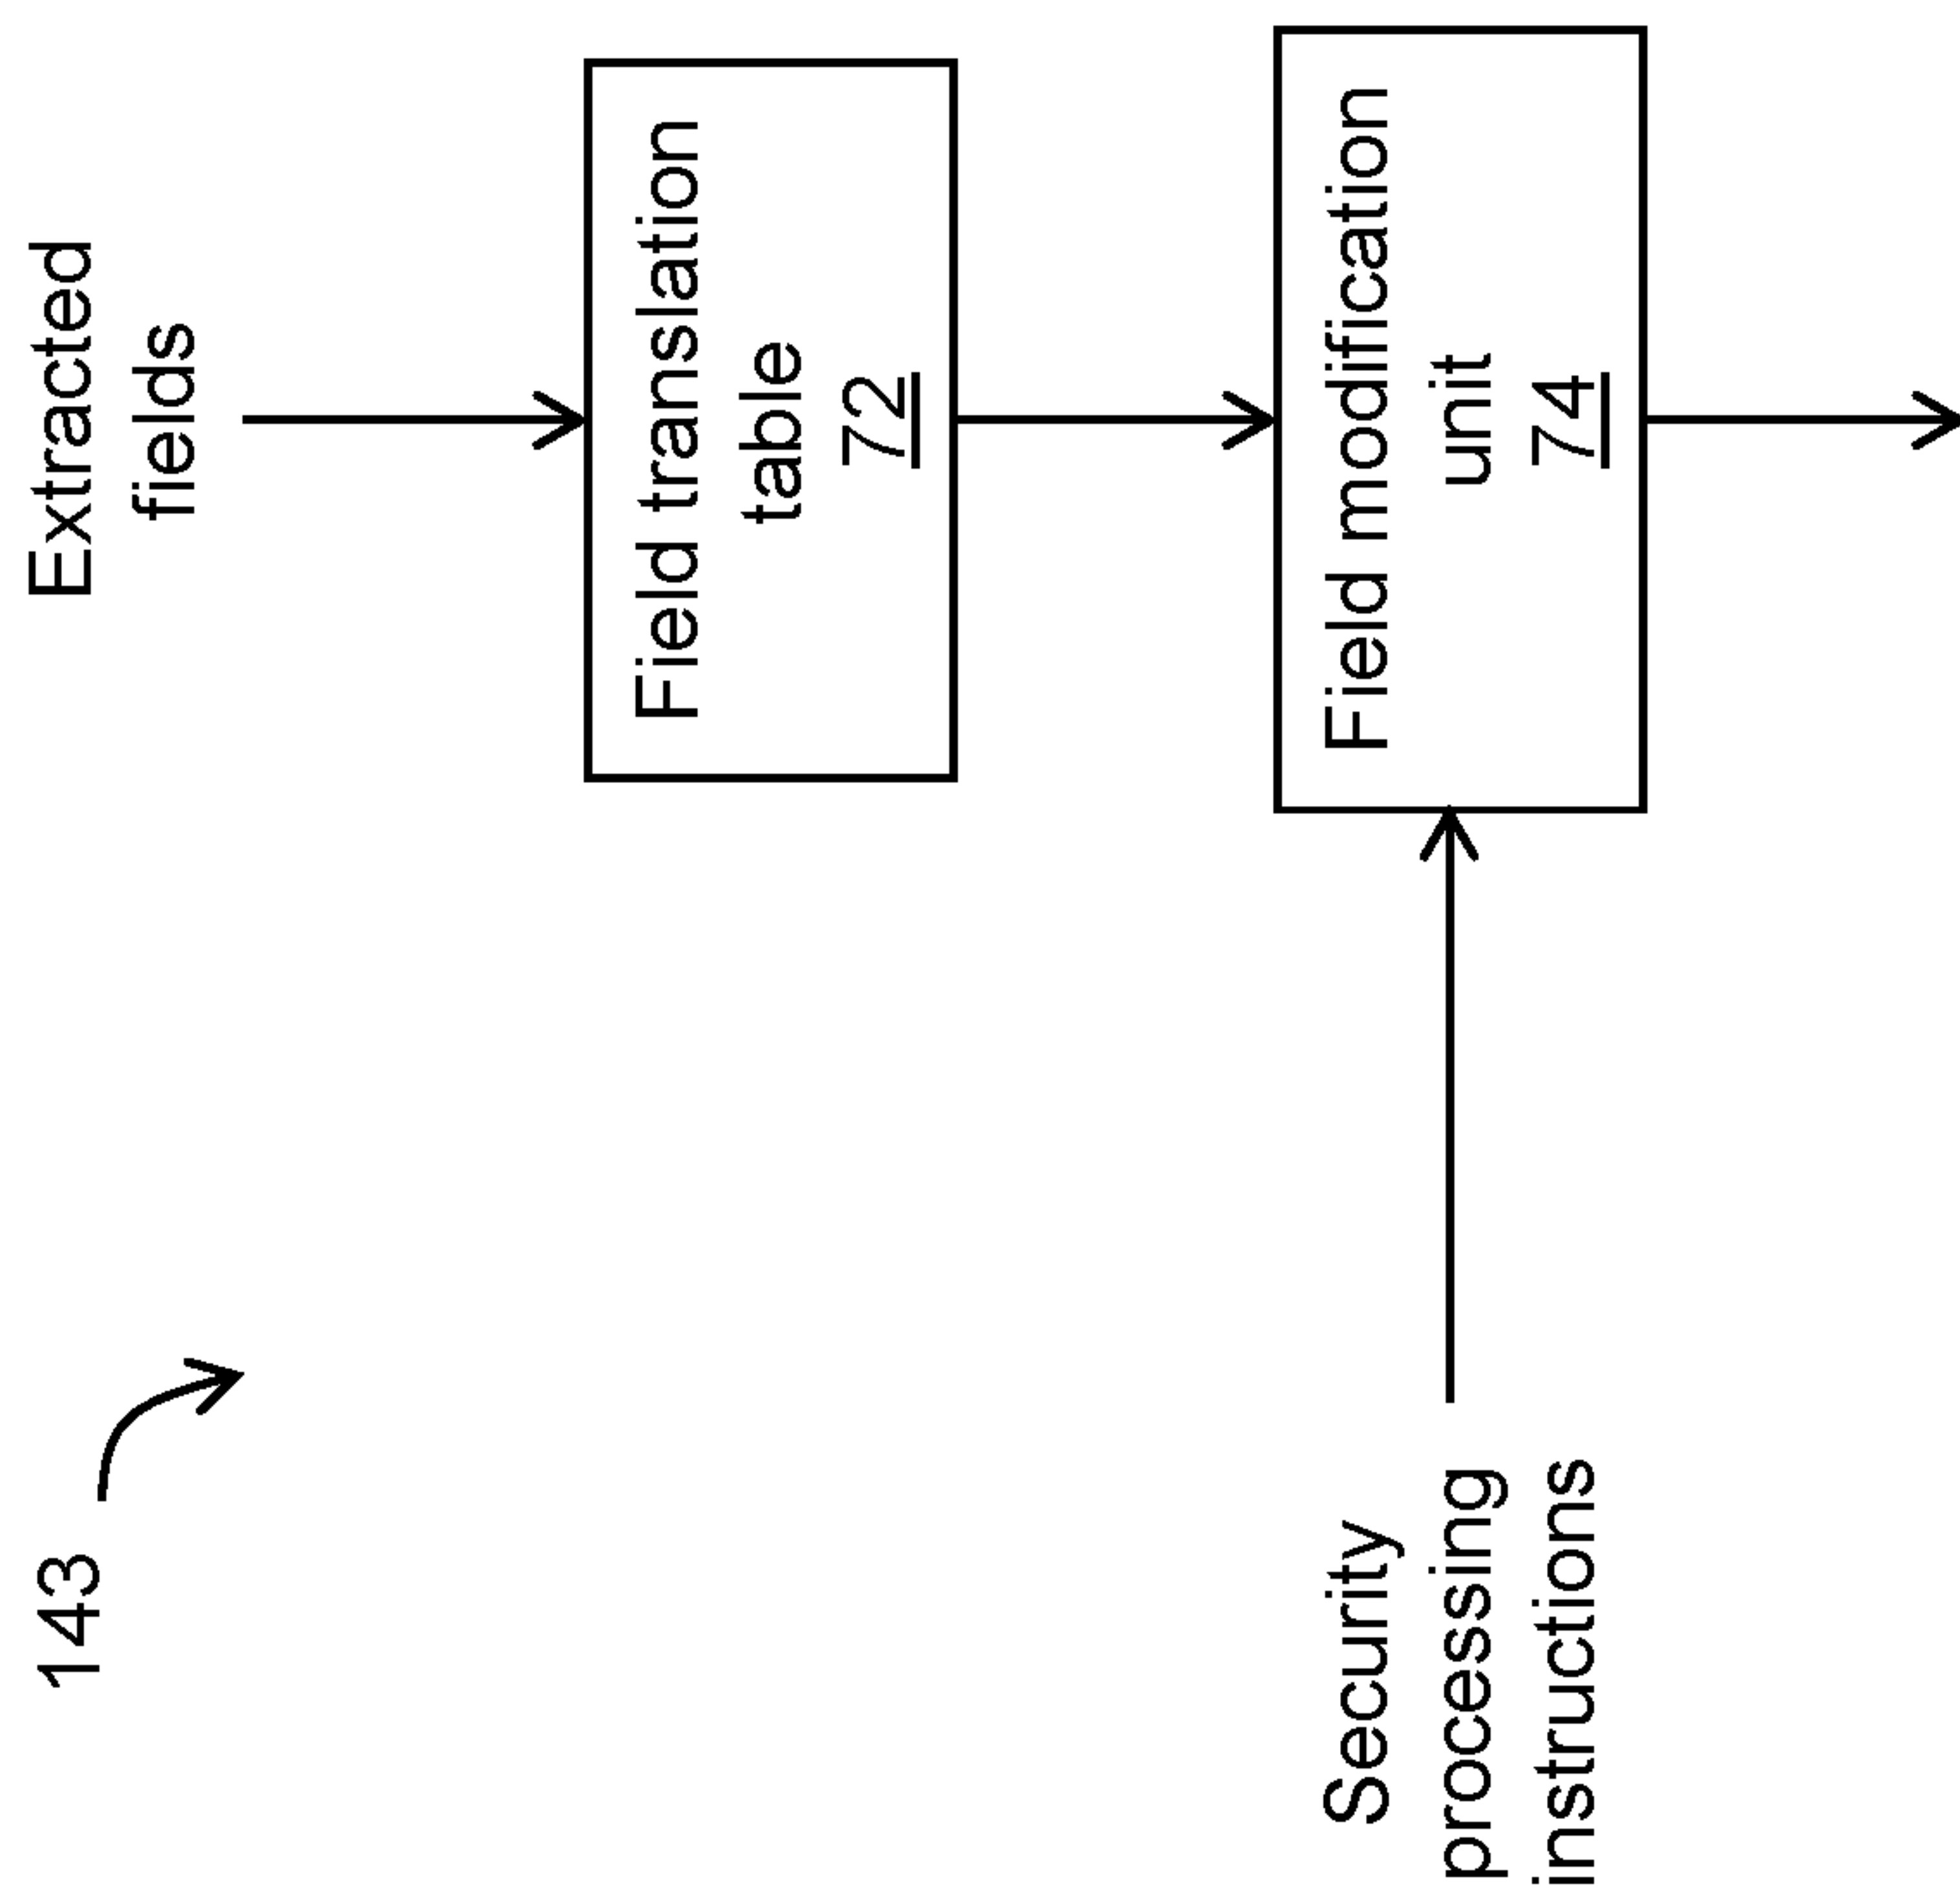 143
Extracted
fields
Field translation
table
72
Security
processing
instructions
Field modification
unit
74